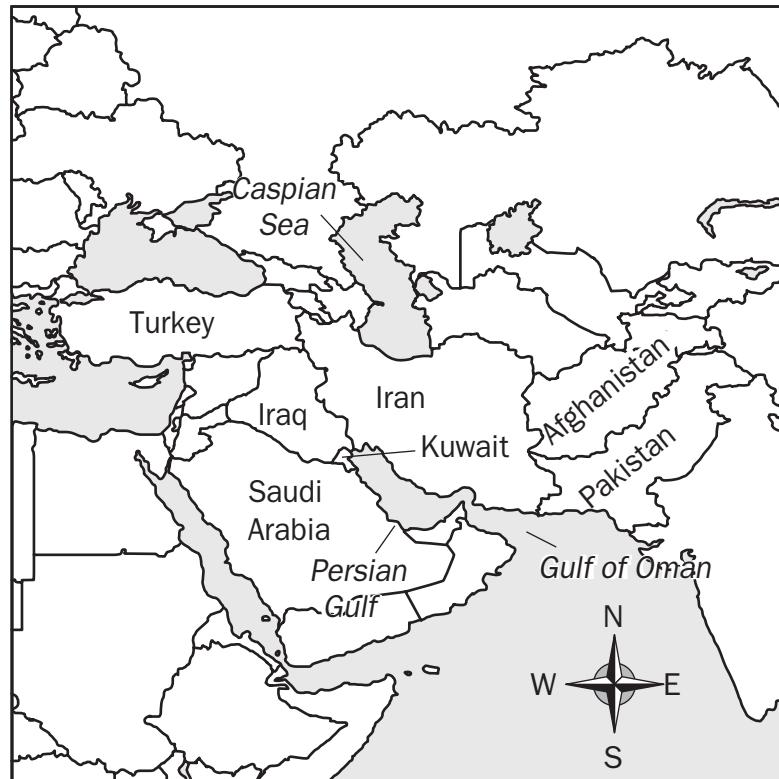 Caspian
Sea
Turkey
Iran
Afghanistan
Iraq
Kuwait
Pakistan
Saudi
Arabia
Persian
Gulf
Gulf of Oman
N
W
E
S